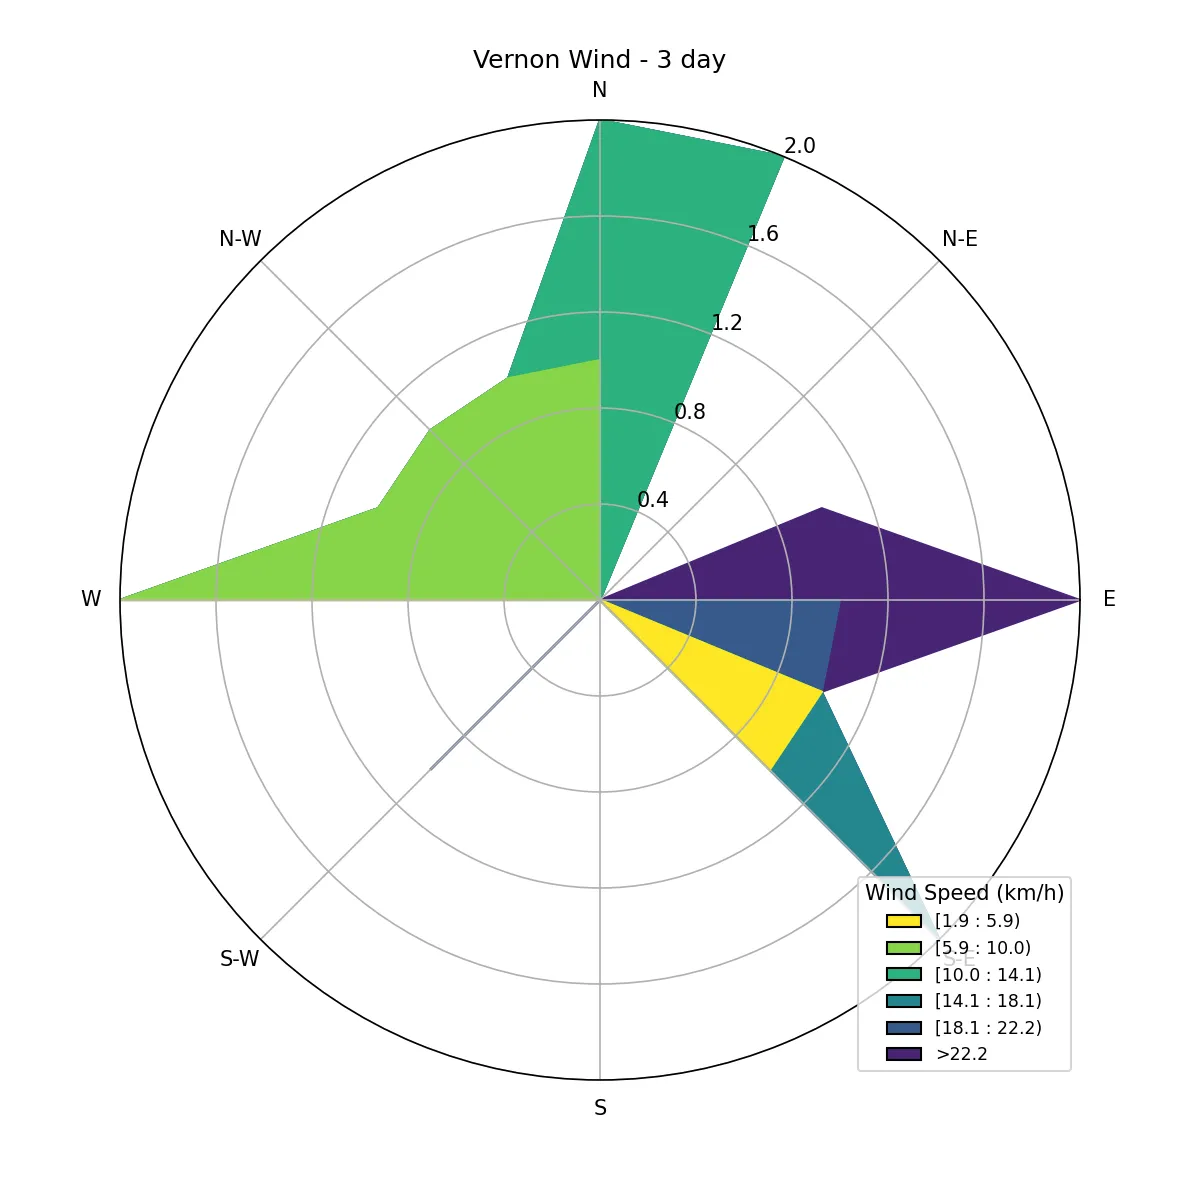 Vernon Wind - 3 day
N
2.0
N-W
1.6
N-E
1.2
0.8
0.4
W
E
Wind Speed (km/h)
[1.9 : 5.9)
[5.9 : 10.0)
S-W
S-E
[10.0 : 14.1)
[14.1 : 18.1)
[18.1 : 22.2)
>22.2
S